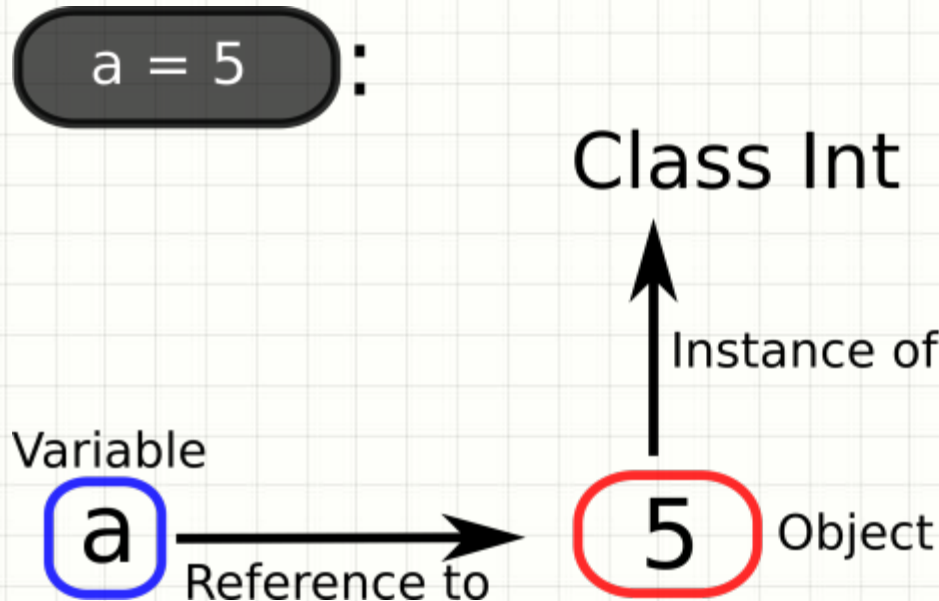 a = 5 :
Class Int
Instance of
Variable
a
Reference to
5
Object